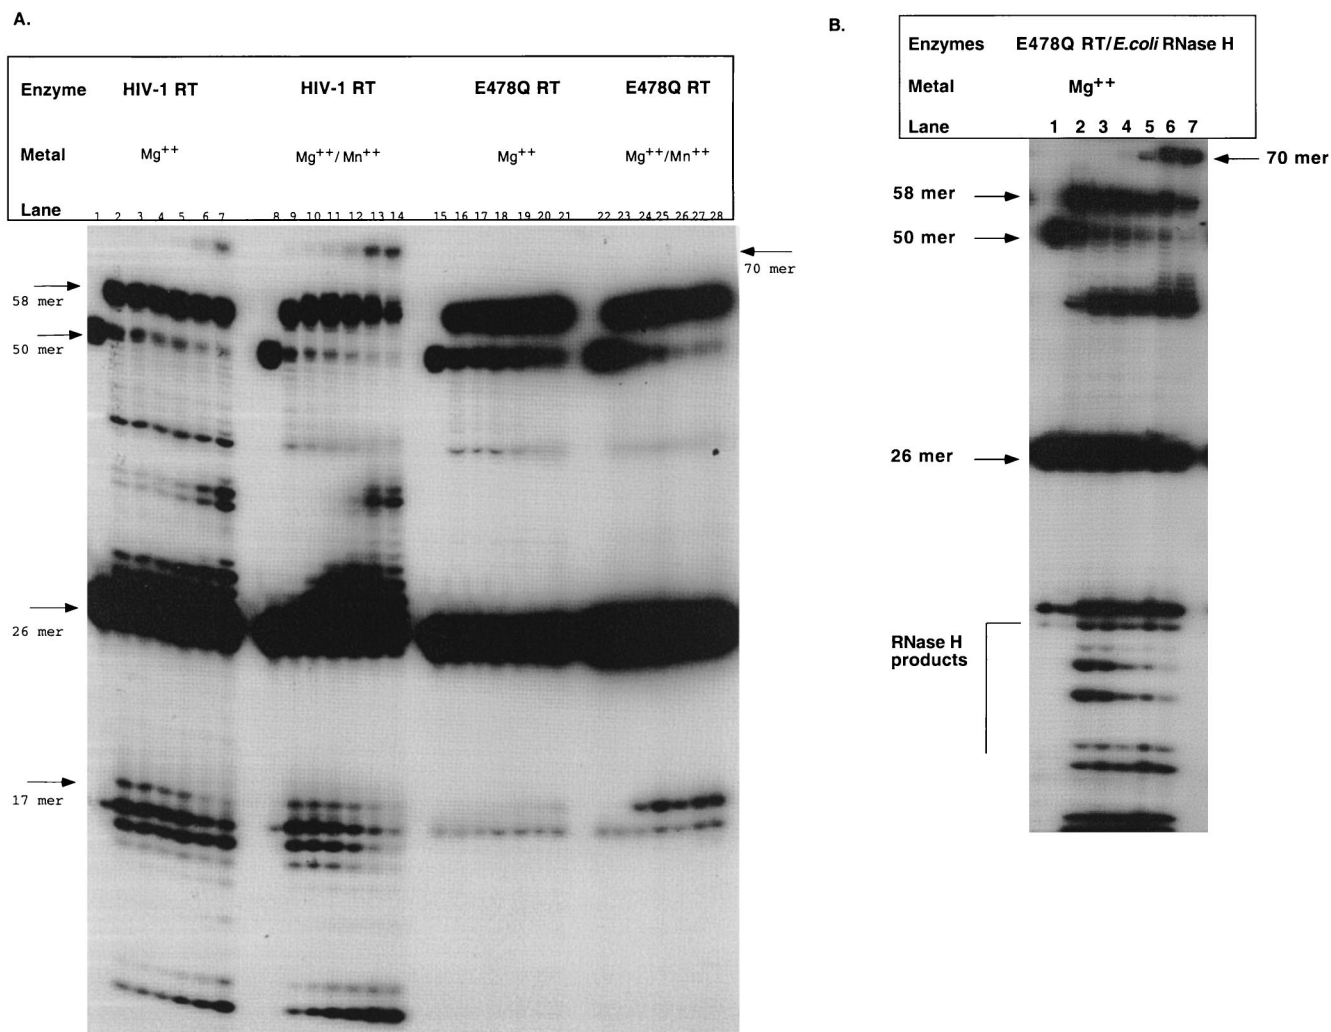 A.
Enzyme HIV-1 RT HIV-1 RT E478Q RT E478Q RT
Metal Mg++ Mg++/Mn++ Mg++ Mg++/Mn++
Lane 1 2 3 4 5 6 7 8 9 10 11 12 13 14 15 16 17 18 19 20 21 22 23 24 25 26 27 28
70 mer
58 mer
50 mer
26 mer
17 mer
B.
Enzymes E478Q RT/E.coli RNase H
Metal Mg++
Lane 1 2 3 4 5 6 7
70 mer
58 mer
50 mer
26 mer
RNase H
products